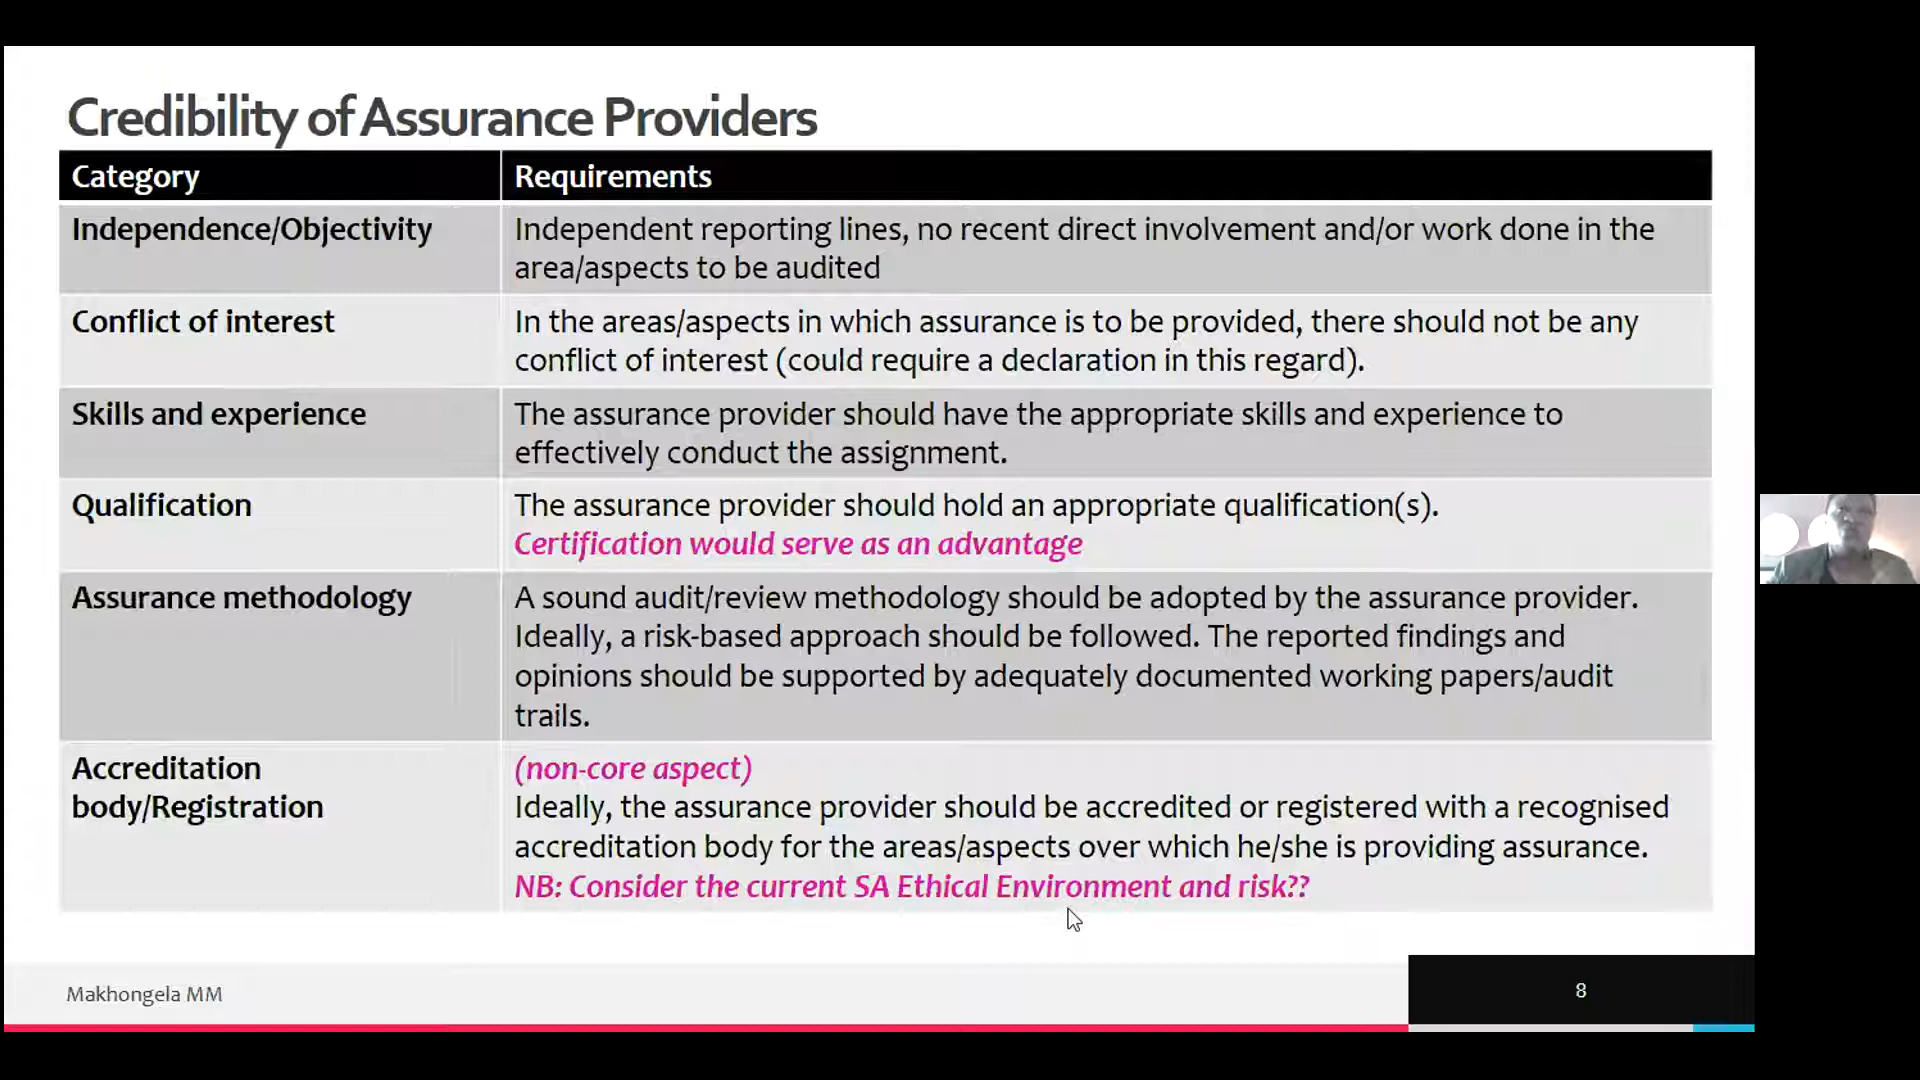 Credibility of Assurance Providers
Category
Requirements
Independence/Objectivity
Independent reporting lines, no recent direct involvement and/or work done in the
area/aspects to be audited
Conflict of interest
In the areas/aspects in which assurance is to be provided, there should not be any
conflict of interest (could require a declaration in this regard).
Skills and experience
The assurance provider should have the appropriate skills and experience to
effectively conduct the assignment.
Qualification
The assurance provider should hold an appropriate qualification(s).
Certification would serve as an advantage
Assurance methodology
A sound audit/review methodology should be adopted by the assurance provider.
Ideally, a risk-based approach should be followed. The reported findings and
opinions should be supported by adequately documented working papers/audit
trails.
Accreditation
body/Registration
(non-core aspect)
Ideally, the assurance provider should be accredited or registered with a recognised
accreditation body for the areas/aspects over which he/she is providing assurance.
NB: Consider the current SA Ethical Environment and risk??
Makhongela MM
8